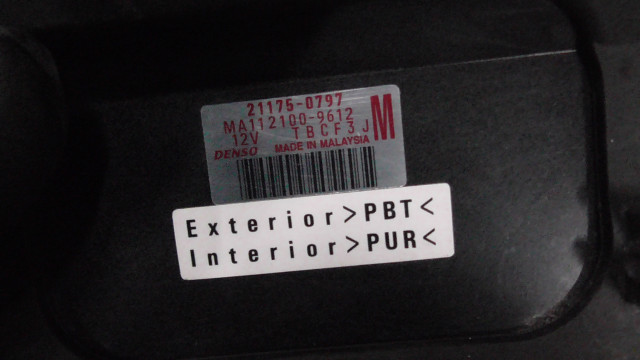 21175-0797
MA112100-9612
12V TBCF3J M
DENSO MADE IN MALAYSIA
Exterior>PBT<
Interior>PUR<